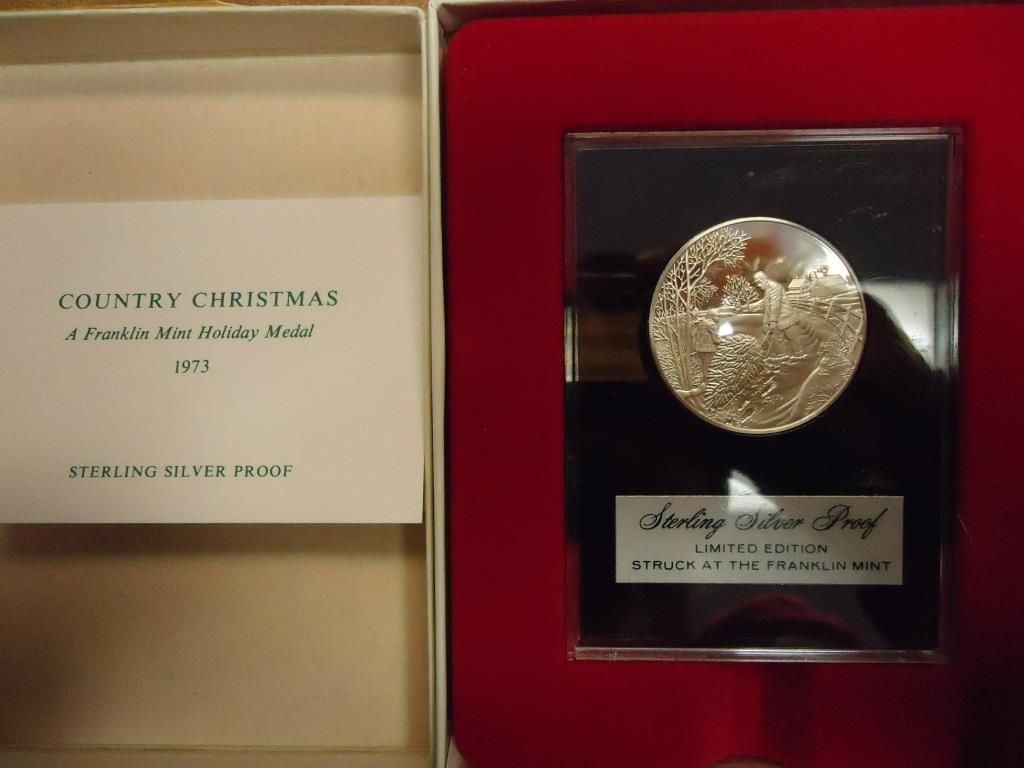 COUNTRY CHRISTMAS
A Franklin Mint Holiday Medal
1973
STERLING SILVER PROOF
Sterling Silver Proof
LIMITED EDITION
STRUCK AT THE FRANKLIN MINT